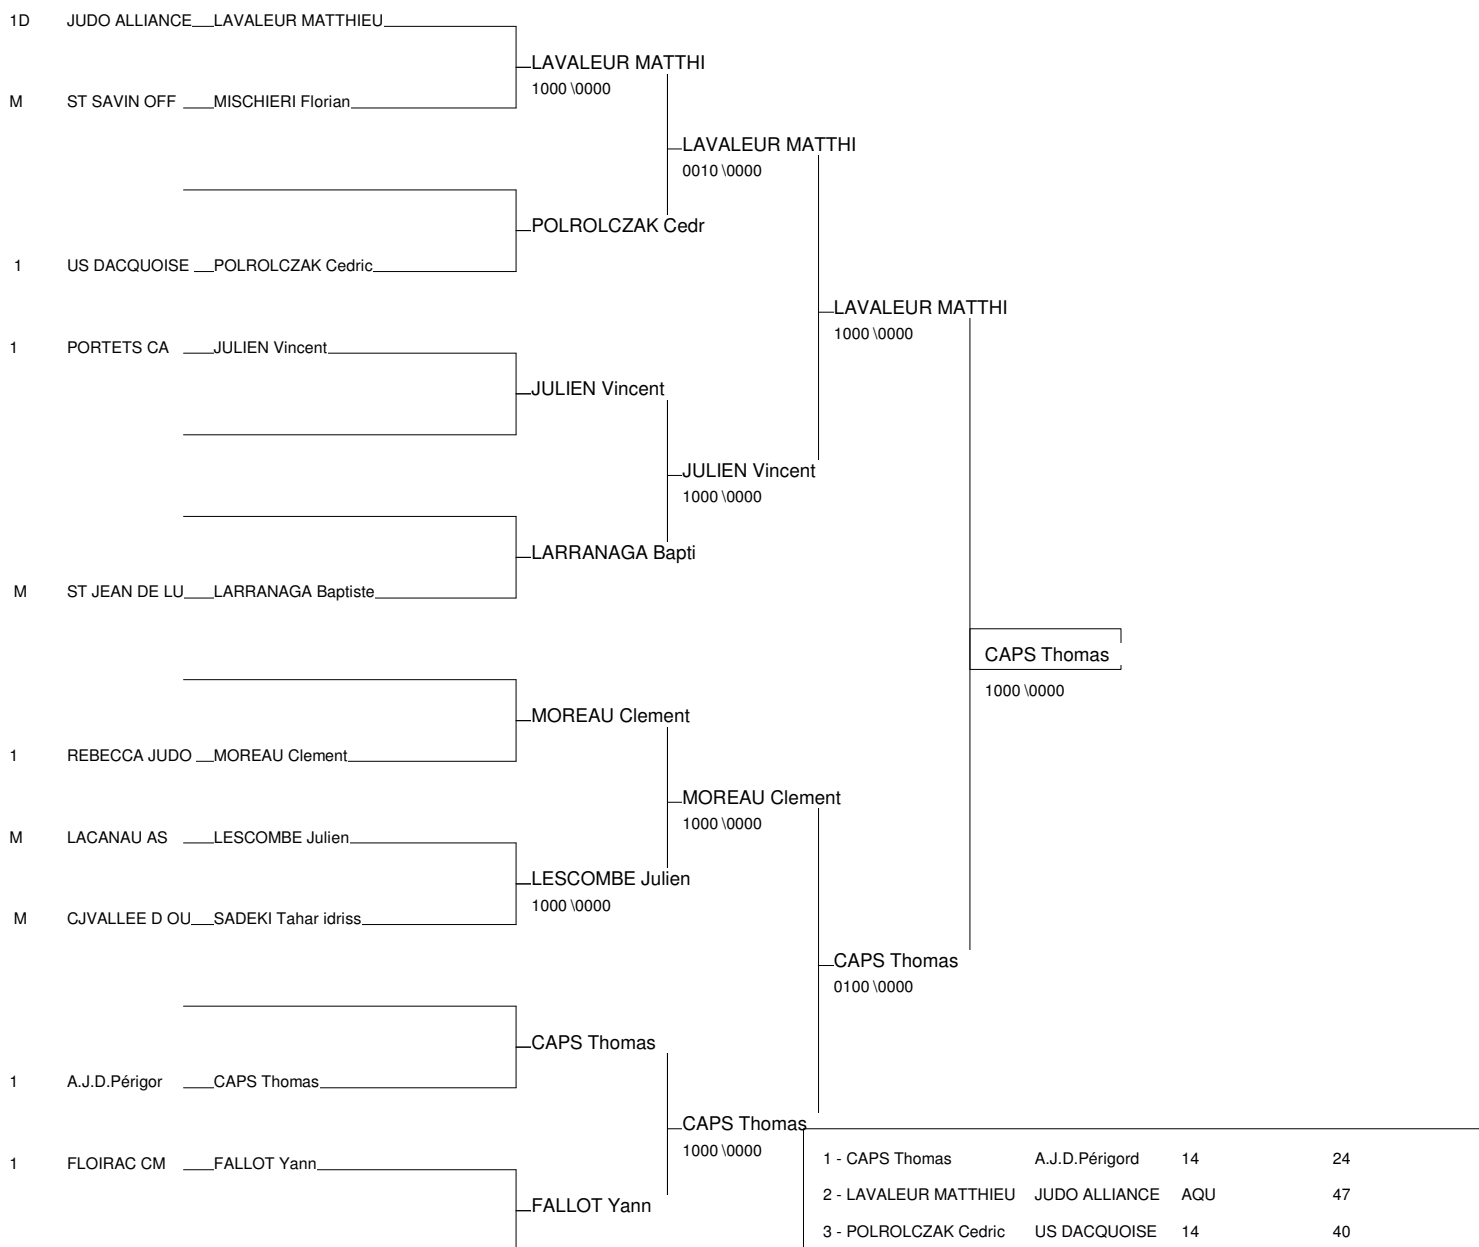 1D JUDO ALLIANCE LAVALEUR MATTHIEU
LAVALEUR MATTHI
1000 \0000
M ST SAVIN OFF MISCHIERI Florian
LAVALEUR MATTHI
0010 \0000
POLROLCZAK Cedr
1 US DACQUOISE POLROLCZAK Cedric
LAVALEUR MATTHI
1000 \0000
1 PORTETS CA JULIEN Vincent
JULIEN Vincent
JULIEN Vincent
1000 \0000
LARRANAGA Bapti
M ST JEAN DE LU LARRANAGA Baptiste
CAPS Thomas
1000 \0000
MOREAU Clement
1 REBECCA JUDO MOREAU Clement
MOREAU Clement
1000 \0000
M LACANAU AS LESCOMBE Julien
LESCOMBE Julien
1000 \0000
M CJVALLEE D OU SADEKI Tahar idriss
CAPS Thomas
0100 \0000
CAPS Thomas
1 A.J.D.Périgor CAPS Thomas
CAPS Thomas
1000 \0000
1 FLOIRAC CM FALLOT Yann
FALLOT Yann
1 - CAPS Thomas A.J.D.Périgord 14 24
2 - LAVALEUR MATTHIEU JUDO ALLIANCE AQU 47
3 - POLROLCZAK Cedric US DACQUOISE 14 40